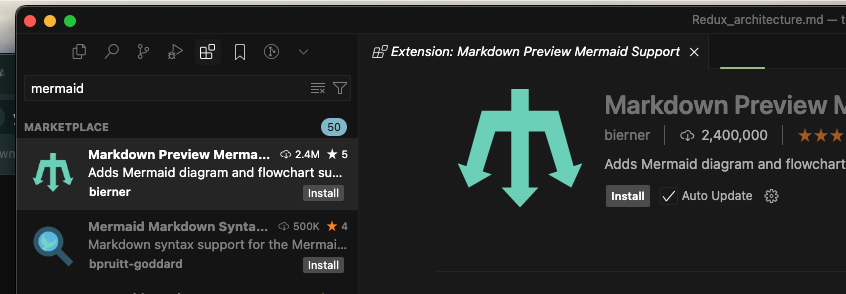 Redux_architecture.md — t
Extension: Markdown Preview Mermaid Support
mermaid
MARKETPLACE
50
Markdown Preview Merma...
2.4M
5
Adds Mermaid diagram and flowchart su...
bierner
Install
Mermaid Markdown Synta...
500K
4
Markdown syntax support for the Mermai...
bpruitt-goddard
Install
Markdown Preview M
bierner
2,400,000
Adds Mermaid diagram and flowchart
Install
Auto Update